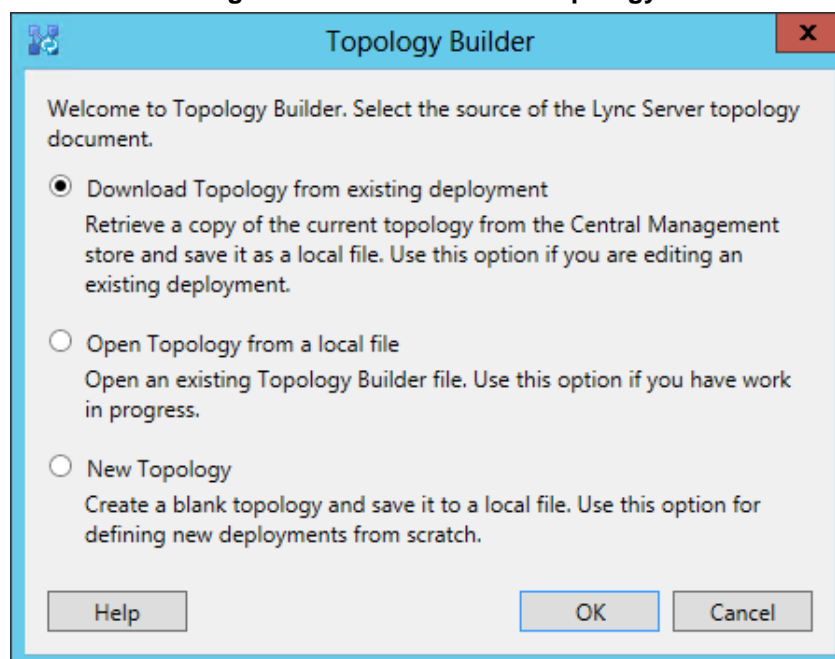 Topology Builder
x
Welcome to Topology Builder. Select the source of the Lync Server topology
document.
Download Topology from existing deployment
Retrieve a copy of the current topology from the Central Management
store and save it as a local file. Use this option if you are editing an
existing deployment.
Open Topology from a local file
Open an existing Topology Builder file. Use this option if you have work
in progress.
New Topology
Create a blank topology and save it to a local file. Use this option for
defining new deployments from scratch.
Help OK Cancel